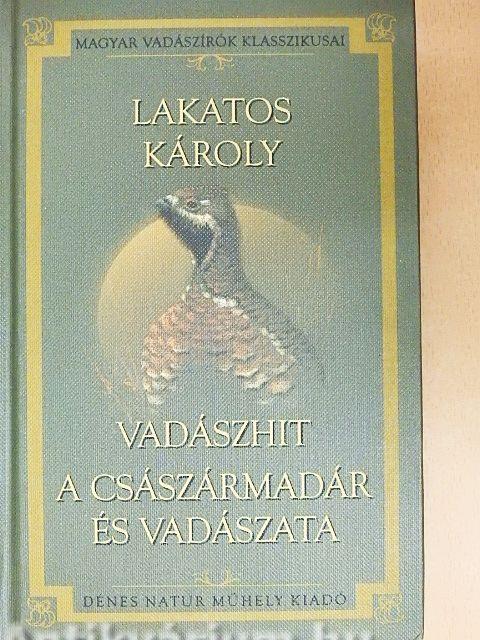 MAGYAR VADÁSZÍRÓK KLASSZIKUSAI
LAKATOS
KÁROLY
VADÁSZHIT
A CSÁSZÁRMADÁR
ÉS VADÁSZATA
DÉNES NATUR MŰHELY KIADÓ